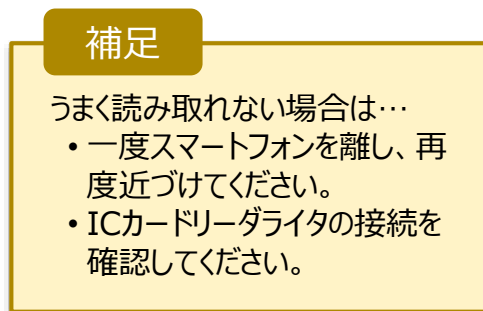 補足
うまく読み取れない場合は…
• 一度スマートフォンを離し、再
度近づけてください。
• ICカードリーダライタの接続を
確認してください。